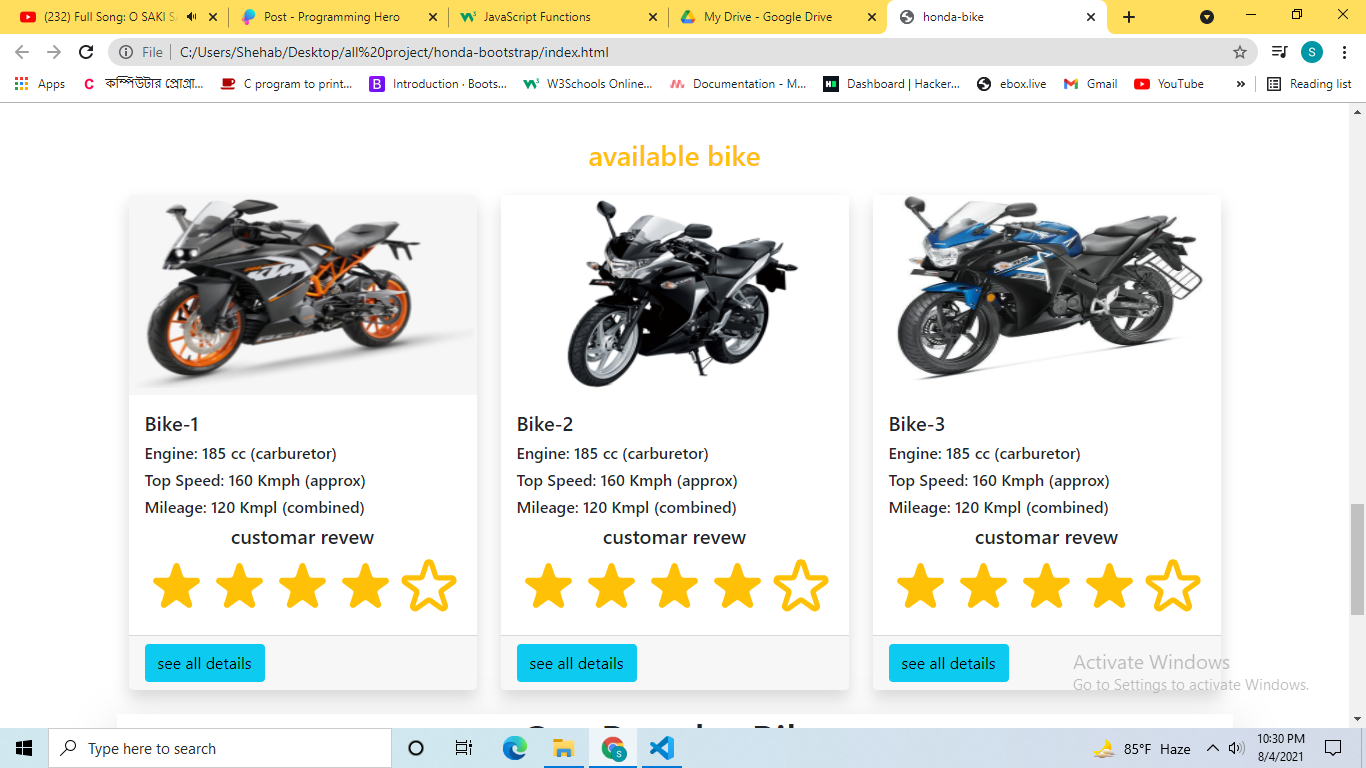 (232) Full Song: O SAKI SA
Post - Programming Hero
JavaScript Functions
My Drive - Google Drive
honda-bike
File
C:/Users/Shehab/Desktop/all%20project/honda-bootstrap/index.html
S
Apps
কম্পিউটার প্রোগ্রা...
C program to print...
Introduction · Boots...
W3Schools Online...
Documentation - M...
Dashboard | Hacker...
ebox.live
Gmail
YouTube
»
Reading list
available bike
KTM
Bike-1
Engine: 185 cc (carburetor)
Top Speed: 160 Kmph (approx)
Mileage: 120 Kmpl (combined)
customar revew
see all details
Bike-2
Engine: 185 cc (carburetor)
Top Speed: 160 Kmph (approx)
Mileage: 120 Kmpl (combined)
customar revew
see all details
Bike-3
Engine: 185 cc (carburetor)
Top Speed: 160 Kmph (approx)
Mileage: 120 Kmpl (combined)
customar revew
see all details
Activate Windows
Go to Settings to activate Windows.
Type here to search
85°F Haze
10:30 PM
8/4/2021